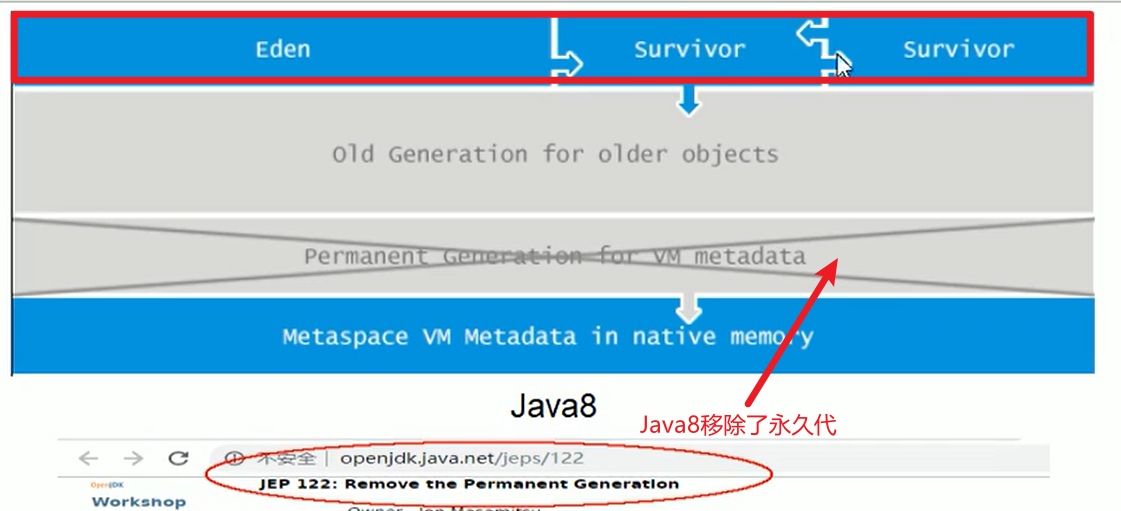 Eden
Survivor
Survivor
Old Generation for older objects
Permanent Generation for VM metadata
Metaspace VM Metadata in native memory
Java8
Java8移除了永久代
不安全 | openjdk.java.net/jeps/122
OpenJDK
JEP 122: Remove the Permanent Generation
Workshop
Owner